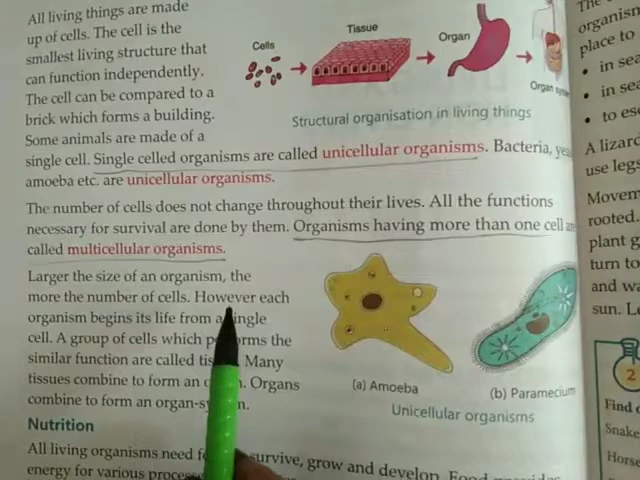 All living things are made
up of cells. The cell is the
smallest living structure that
can function independently.
The cell can be compared to a
brick which forms a building.
Some animals are made of a
single cell. Single celled organisms are called unicellular organisms. Bacteria,
amoeba etc. are unicellular organisms.
Cells
Tissue
Organ
Organ
Structural organisation in living things
The number of cells does not change throughout their lives. All the functions
necessary for survival are done by them. Organisms having more than one cell
called multicellular organisms.
Larger the size of an organism, the
more the number of cells. However each
organism begins its life from a single
cell. A group of cells which the
similar function are called Many
tissues combine to form an Organs
combine to form an
(a) Amoeba
(b) Paramecium
Unicellular organisms
Nutrition
All living organisms need survive, grow and develop.
energy for various
The
organism
place to
• in
• in
• to
A lizard
use legs
Movem
rooted.
plant
turn to
and
sun.
2
Find
Snake
Horse